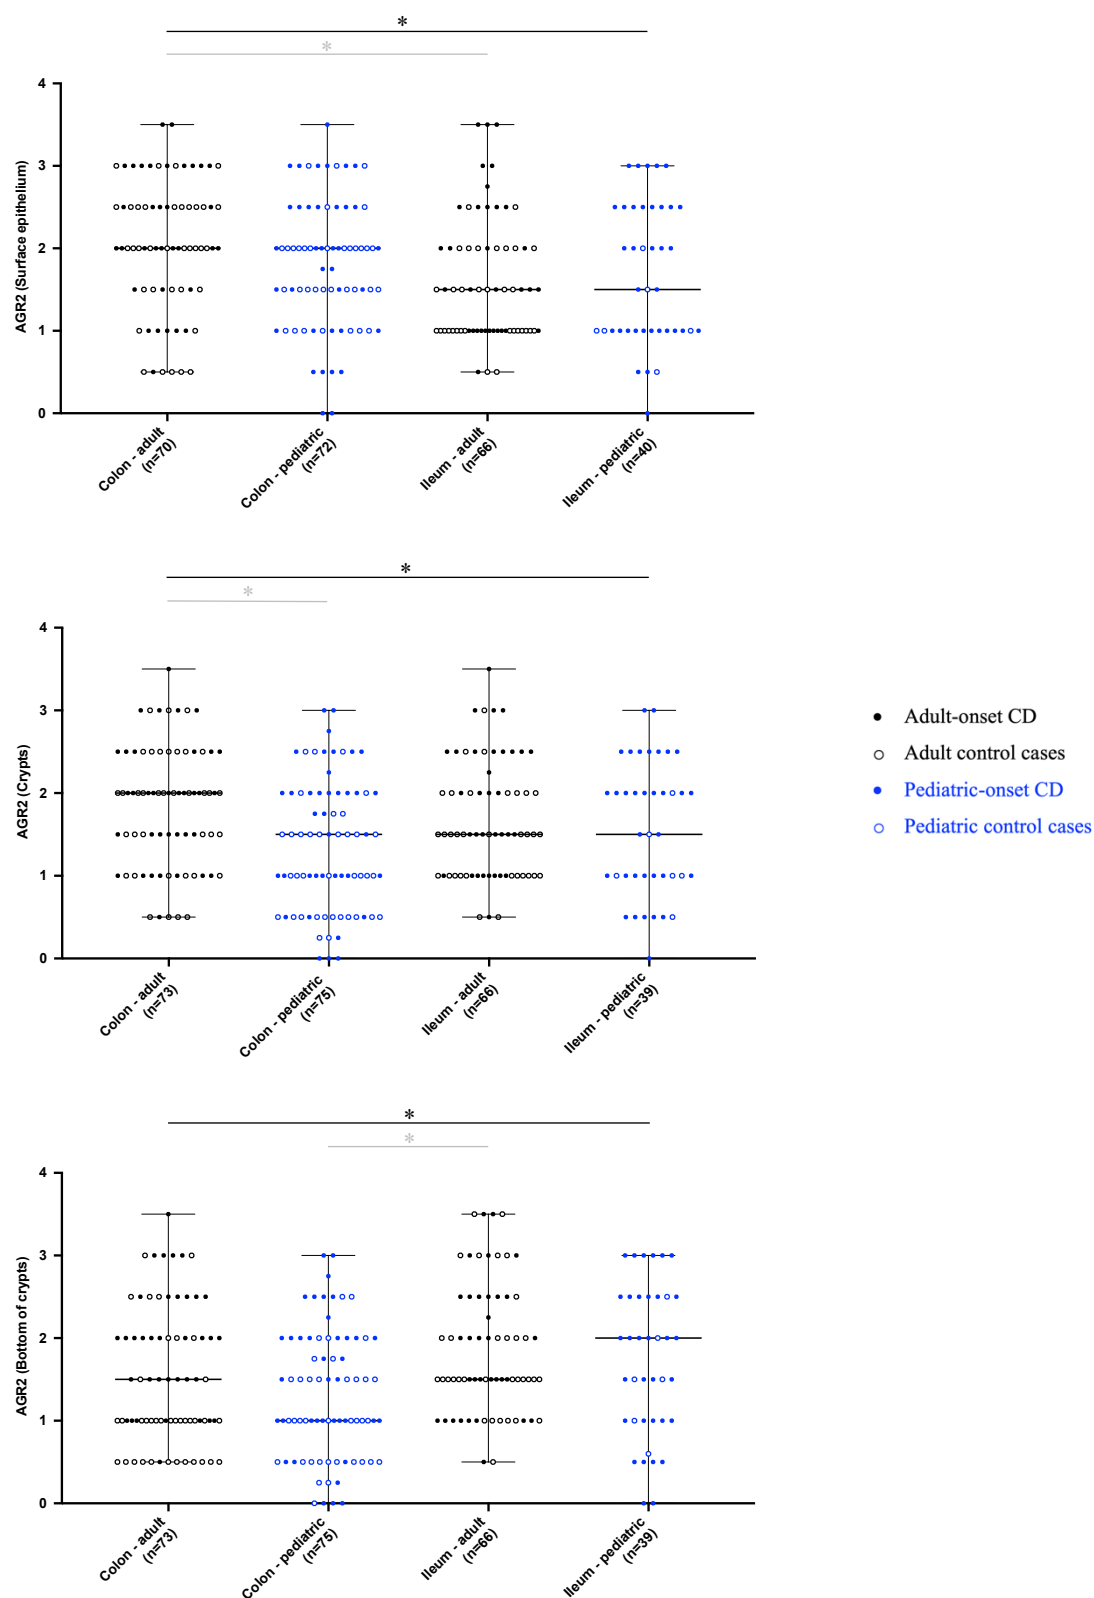 *
*
4
3
2
1
0
AGR2 (Surface epithelium)
Colon - adult
(n=70)
Colon - pediatric
(n=72)
Ileum - adult
(n=66)
Ileum - pediatric
(n=40)
*
*
4
3
2
1
0
AGR2 (Crypts)
Colon - adult
(n=73)
Colon - pediatric
(n=75)
Ileum - adult
(n=66)
Ileum - pediatric
(n=39)
Adult-onset CD
Adult control cases
Pediatric-onset CD
Pediatric control cases
*
*
4
3
2
1
0
AGR2 (Bottom of crypts)
Colon - adult
(n=73)
Colon - pediatric
(n=75)
Ileum - adult
(n=66)
Ileum - pediatric
(n=39)